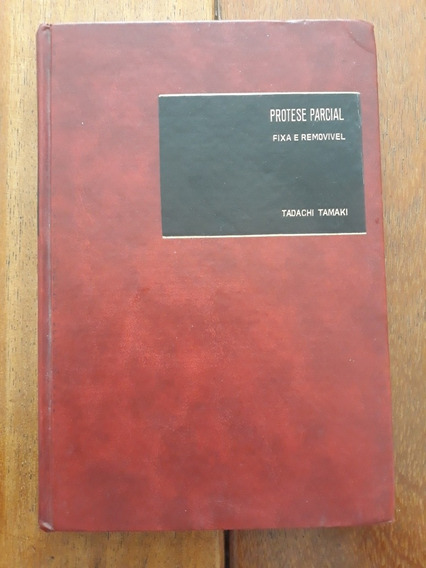 PROTESE PARCIAL
FIXA E REMOVIVEL
TADACHI TAMAKI